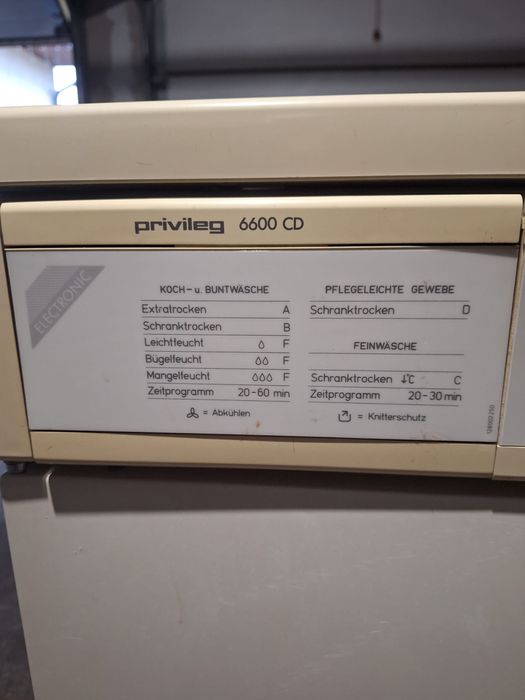 privileg 6600 CD
ELECTRONIC
KOCH- u. BUNTWÄSCHE
Extratrocken A
Schranktrocken B
Leichtfeucht F
Bügelfeucht F
Mangelfeucht F
Zeitprogramm 20-60 min
= Abkühlen
PFLEGELEICHTE GEWEBE
Schranktrocken D
FEINWÄSCHE
Schranktrocken ↓°C C
Zeitprogramm 20-30 min
= Knitterschutz